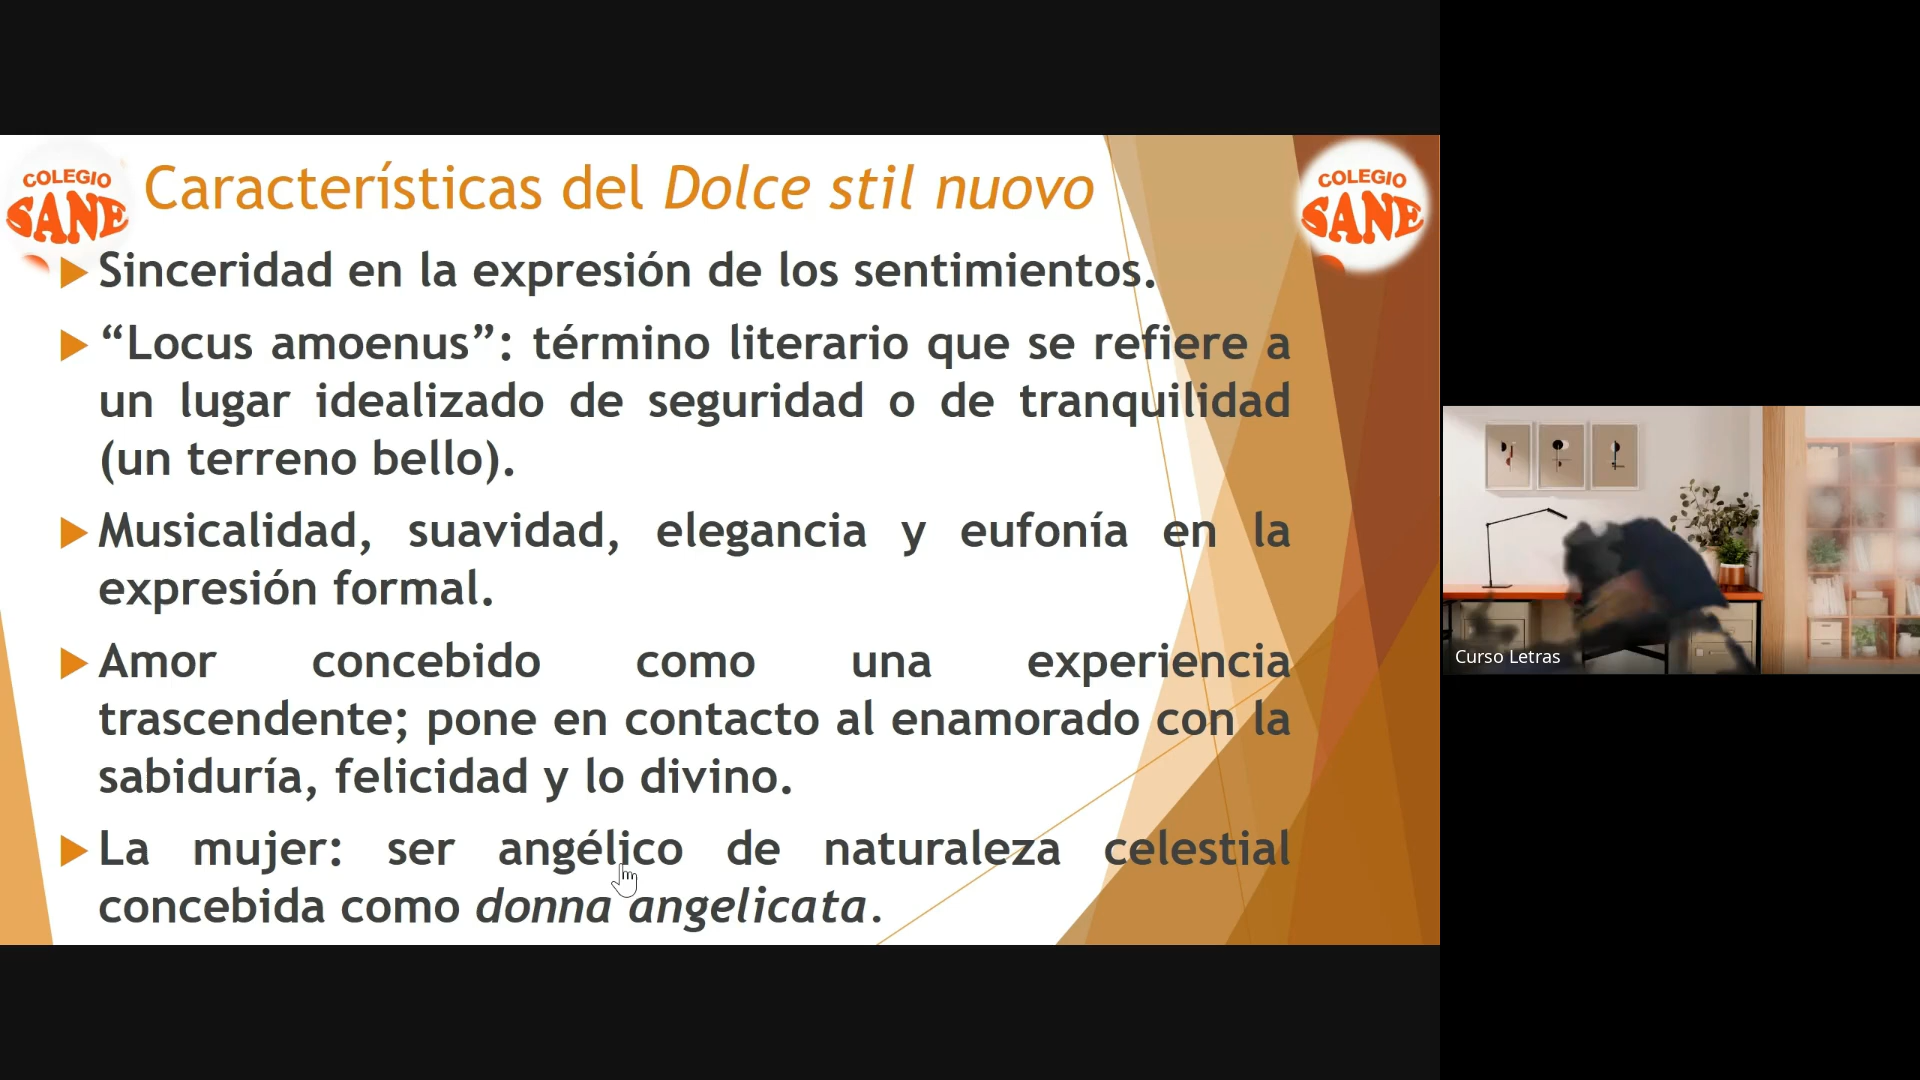 COLEGIO
SANE
Características del Dolce stil nuovo
COLEGIO
SANE
Sinceridad en la expresión de los sentimientos.
“Locus amoenus”: término literario que se refiere a
un lugar idealizado de seguridad o de tranquilidad
(un terreno bello).
Musicalidad, suavidad, elegancia y eufonía en la
expresión formal.
Amor concebido como una experiencia
trascendente; pone en contacto al enamorado con la
sabiduría, felicidad y lo divino.
La mujer: ser angélico de naturaleza celestial
concebida como donna angelicata.
Curso Letras